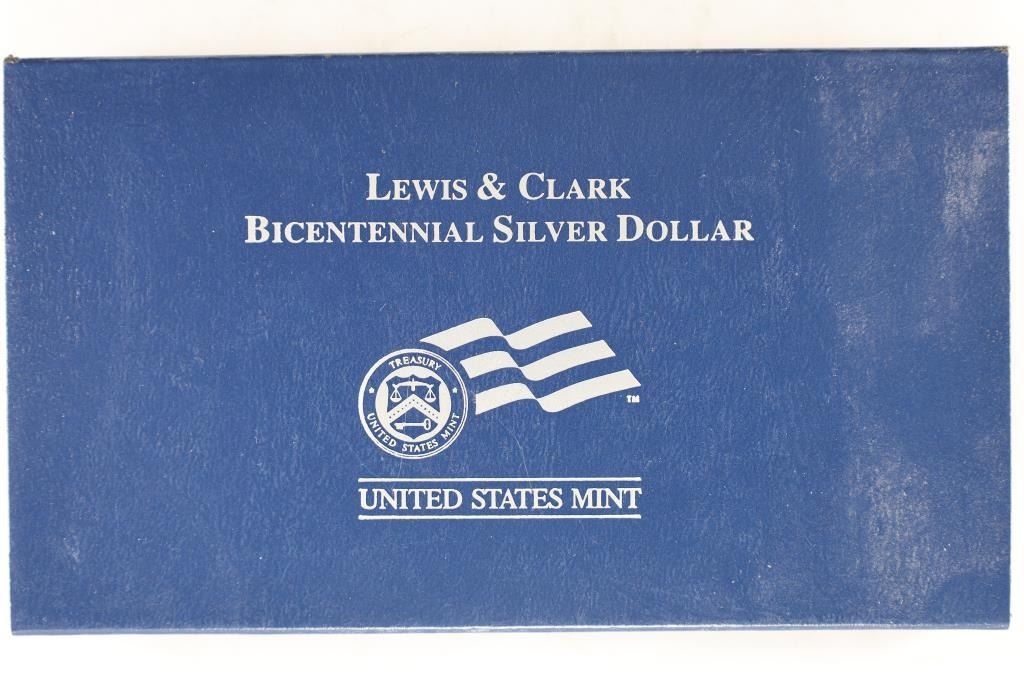 LEWIS & CLARK
BICENTENNIAL SILVER DOLLAR
TREASURY
UNITED STATES MINT
TM
UNITED STATES MINT